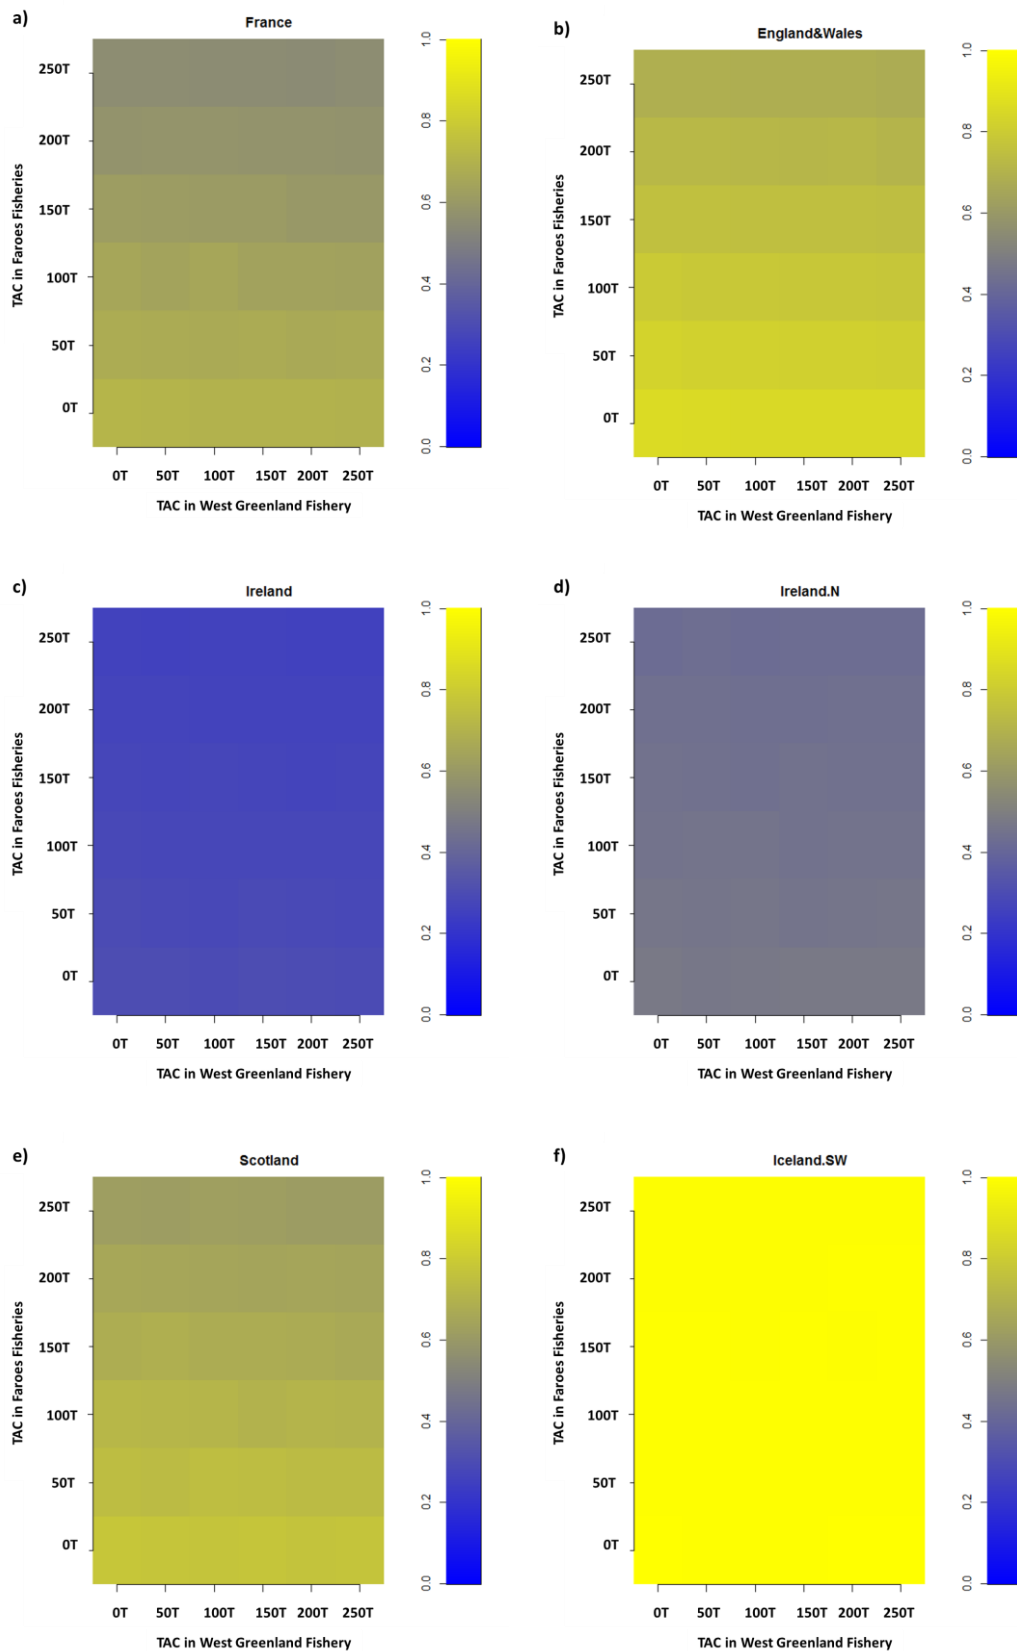 a)
France
TAC in Faroes Fisheries
250T
200T
150T
100T
50T
0T
0T 50T 100T 150T 200T 250T
TAC in West Greenland Fishery
1.0
0.8
0.6
0.4
0.2
0.0
b)
England&Wales
TAC in Faroes Fisheries
250T
200T
150T
100T
50T
0T
0T 50T 100T 150T 200T 250T
TAC in West Greenland Fishery
1.0
0.8
0.6
0.4
0.2
0.0
c)
Ireland
TAC in Faroes Fisheries
250T
200T
150T
100T
50T
0T
0T 50T 100T 150T 200T 250T
TAC in West Greenland Fishery
1.0
0.8
0.6
0.4
0.2
0.0
d)
Ireland.N
TAC in Faroes Fisheries
250T
200T
150T
100T
50T
0T
0T 50T 100T 150T 200T 250T
TAC in West Greenland Fishery
1.0
0.8
0.6
0.4
0.2
0.0
e)
Scotland
TAC in Faroes Fisheries
250T
200T
150T
100T
50T
0T
0T 50T 100T 150T 200T 250T
TAC in West Greenland Fishery
1.0
0.8
0.6
0.4
0.2
0.0
f)
Iceland.SW
TAC in Faroes Fisheries
250T
200T
150T
100T
50T
0T
0T 50T 100T 150T 200T 250T
TAC in West Greenland Fishery
1.0
0.8
0.6
0.4
0.2
0.0